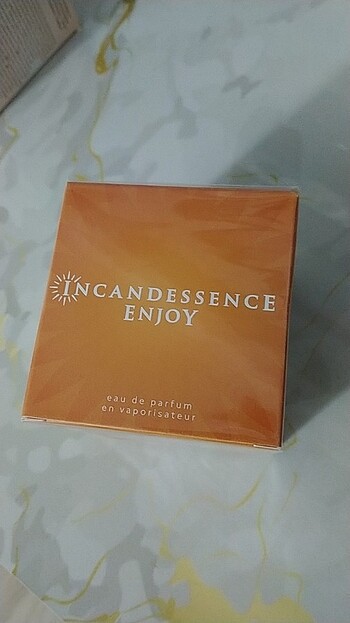 INCANDESSENCE
ENJOY
eau de parfum
en vaporisateur